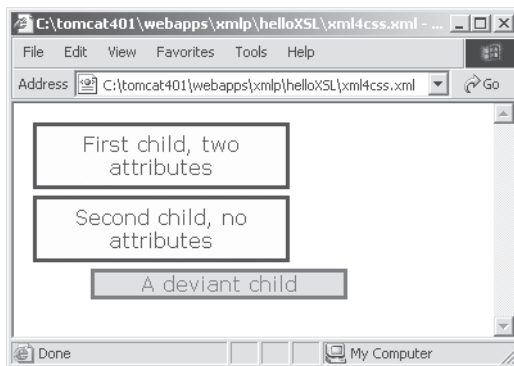 C:\tomcat401\webapps\xmlp\helloXSL\xml4css.xml - ...
File Edit View Favorites Tools Help
Address C:\tomcat401\webapps\xmlp\helloXSL\xml4css.xml Go
First child, two
attributes
Second child, no
attributes
A deviant child
Done My Computer